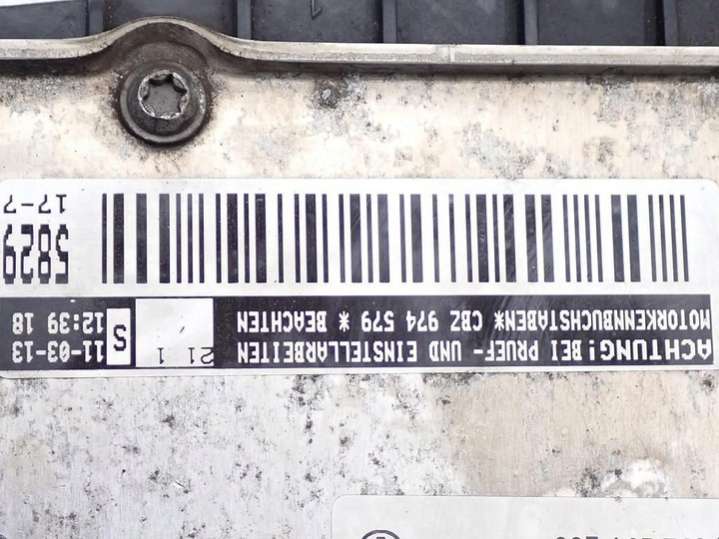 ACHTUNG! BEI PRUEF- UND EINSTELLARBEITEN 21 1 11-03-13
MOTORKENNBUCHSTABEN* CBZ 974 579 * BEACHTEN S 12:39 18
5829
17-7